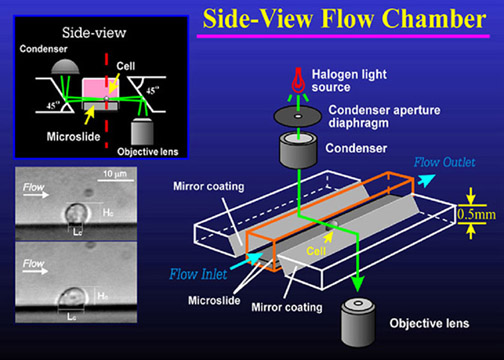 Side-View Flow Chamber
Side-view
Condenser
Cell
45°
45°
Microslide
Objective lens
Halogen light
source
Condenser aperture
diaphragm
Condenser
Flow Outlet
Mirror coating
0.5mm
Cell
Flow Inlet
Microslide
Mirror coating
Objective lens
10 µm
Flow
Hc
Lc
Flow
Hc
Lc